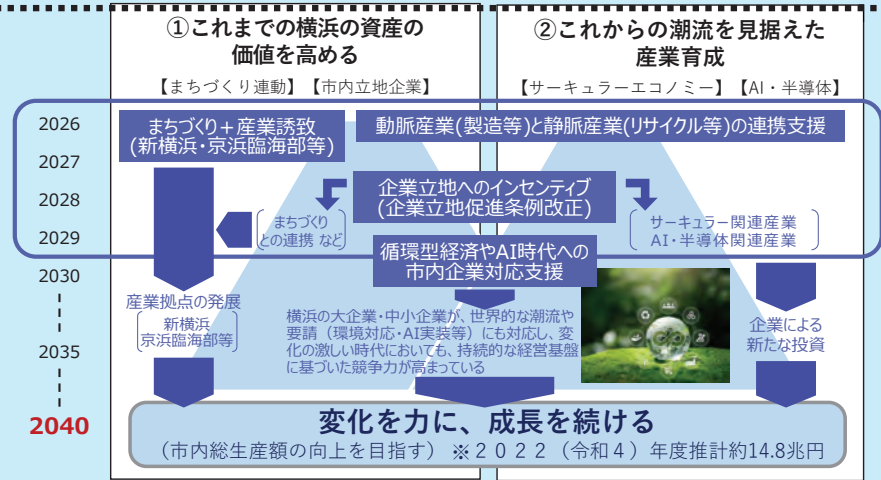 ①これまでの横浜の資産の
価値を高める
【まちづくり連動】【市内立地企業】
②これからの潮流を見据えた
産業育成
【サーキュラーエコノミー】【AI・半導体】
2026
2027
2028
2029
2030
2035
2040
まちづくり+産業誘致
(新横浜・京浜臨海部等)
動脈産業(製造等)と静脈産業(リサイクル等)の連携支援
企業立地へのインセンティブ
(企業立地促進条例改正)
まちづくり
との連携 など
サーキュラー関連産業
AI・半導体関連産業
循環型経済やAI時代への
市内企業対応支援
産業拠点の発展
新横浜
京浜臨海部等
横浜の大企業・中小企業が、世界的な潮流や
要請（環境対応・AI実装等）にも対応し、変
化の激しい時代においても、持続的な経営基盤
に基づいた競争力が高まっている
企業による
新たな投資
変化を力に、成長を続ける
（市内総生産額の向上を目指す）※２０２２（令和４）年度推計約14.8兆円